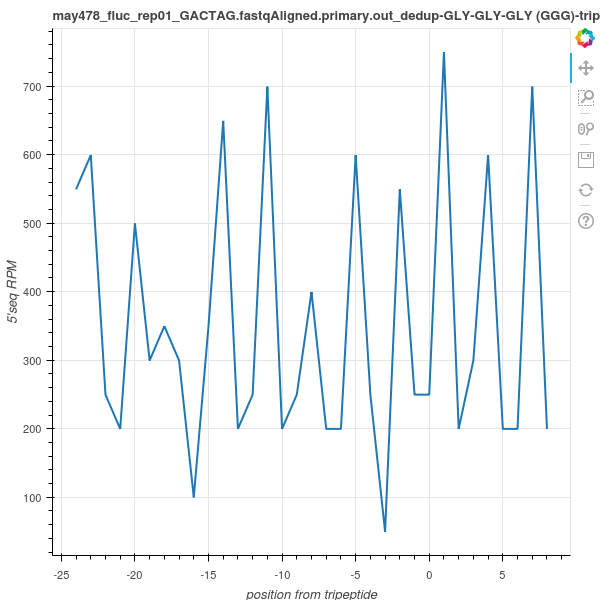 may478_fluc_rep01_GACTAG.fastqAligned.primary.out_dedup-GLY-GLY-GLY (GGG)-trip
700
600
500
400
300
200
100
5'seq RPM
-25 -20 -15 -10 -5 0 5
position from tripeptide